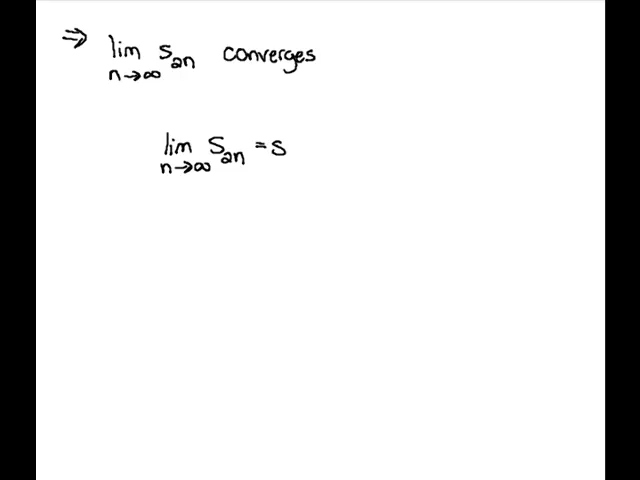 ⇒ lim n→∞ s₂ₙ converges
lim n→∞ s₂ₙ = s